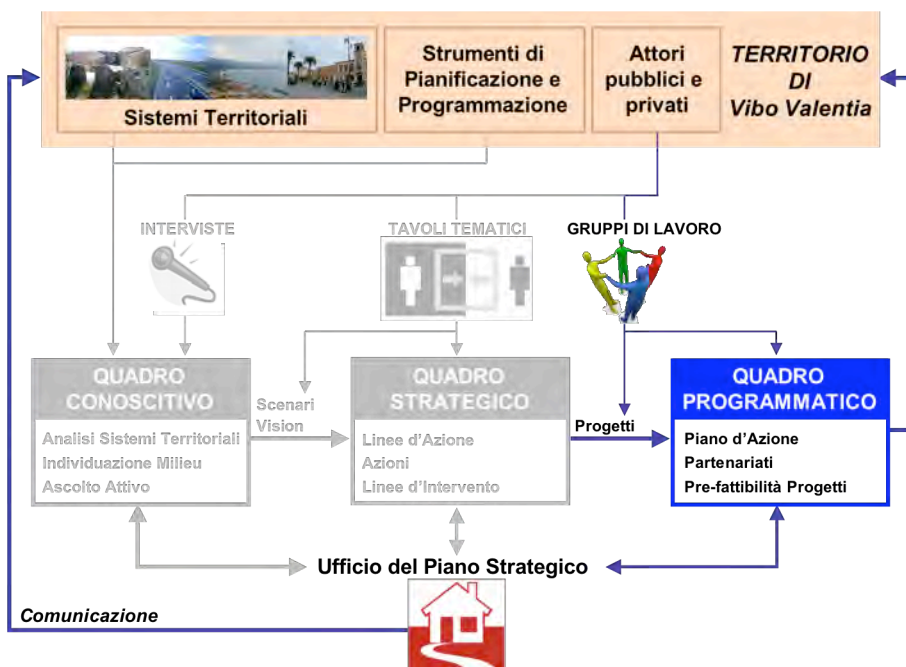 Sistemi Territoriali
Strumenti di
Pianificazione e
Programmazione
Attori
pubblici e
privati
TERRITORIO
DI
Vibo Valentia
INTERVISTE
TAVOLI TEMATICI
GRUPPI DI LAVORO
QUADRO
CONOSCITIVO
Analisi Sistemi Territoriali
Individuazione Milieu
Ascolto Attivo
Scenari
Vision
QUADRO
STRATEGICO
Linee d'Azione
Azioni
Linee d'Intervento
Progetti
QUADRO
PROGRAMMATICO
Piano d'Azione
Partenariati
Pre-fattibilità Progetti
Ufficio del Piano Strategico
Comunicazione